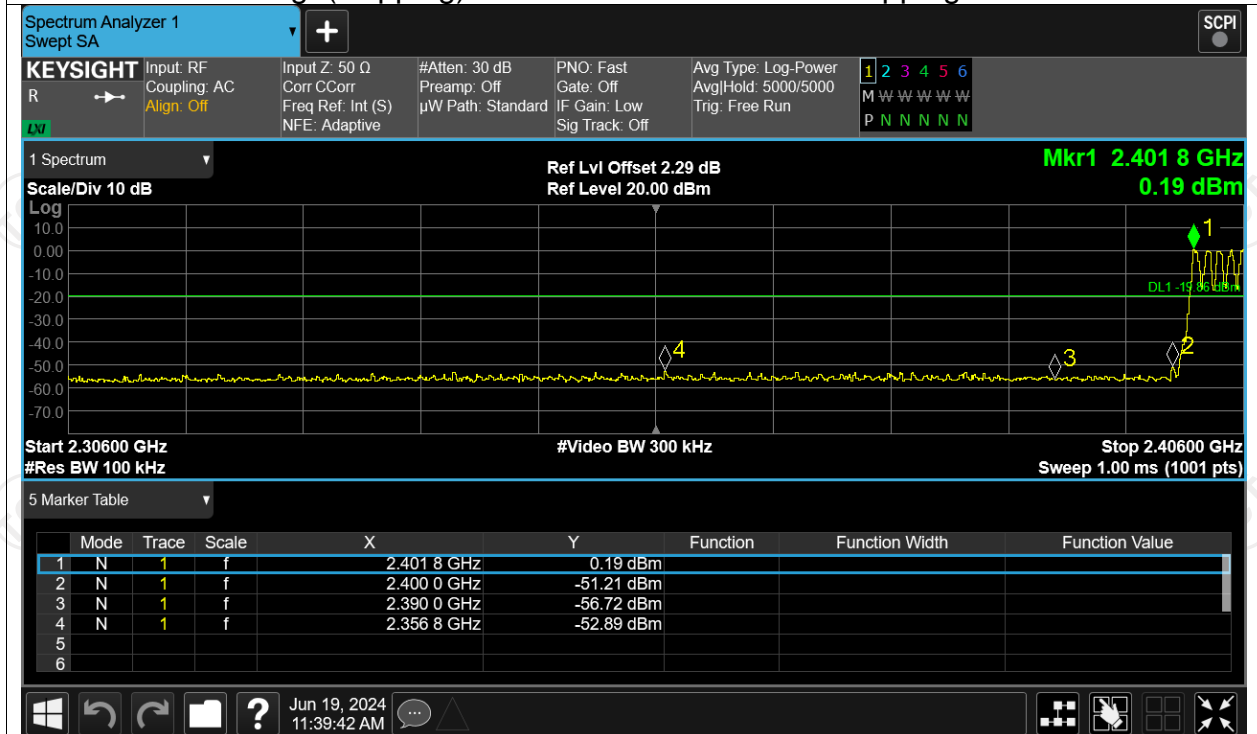 Spectrum Analyzer 1
Swept SA
+
SCPI
KEYSIGHT Input: RF Input Z: 50 Ω #Atten: 30 dB PNO: Fast Avg Type: Log-Power 1 2 3 4 5 6
R Coupling: AC Corr CCorr Preamp: Off Gate: Off Avg|Hold: 5000/5000 M W W W W W
Align: Off Freq Ref: Int (S) µW Path: Standard IF Gain: Low Trig: Free Run
LXI NFE: Adaptive Sig Track: Off P N N N N N
1 Spectrum Ref Lvl Offset 2.29 dB Mkr1 2.401 8 GHz
Scale/Div 10 dB Ref Level 20.00 dBm 0.19 dBm
Log
10.0 1
0.00
-10.0
DL1 -19.86 dBm
-20.0
-30.0
-40.0 4 3 2
-50.0
-60.0
-70.0
Start 2.30600 GHz #Video BW 300 kHz Stop 2.40600 GHz
#Res BW 100 kHz Sweep 1.00 ms (1001 pts)
5 Marker Table
Mode Trace Scale X Y Function Function Width Function Value
1 N 1 f 2.401 8 GHz 0.19 dBm
2 N 1 f 2.400 0 GHz -51.21 dBm
3 N 1 f 2.390 0 GHz -56.72 dBm
4 N 1 f 2.356 8 GHz -52.89 dBm
5
6
? Jun 19, 2024
11:39:42 AM